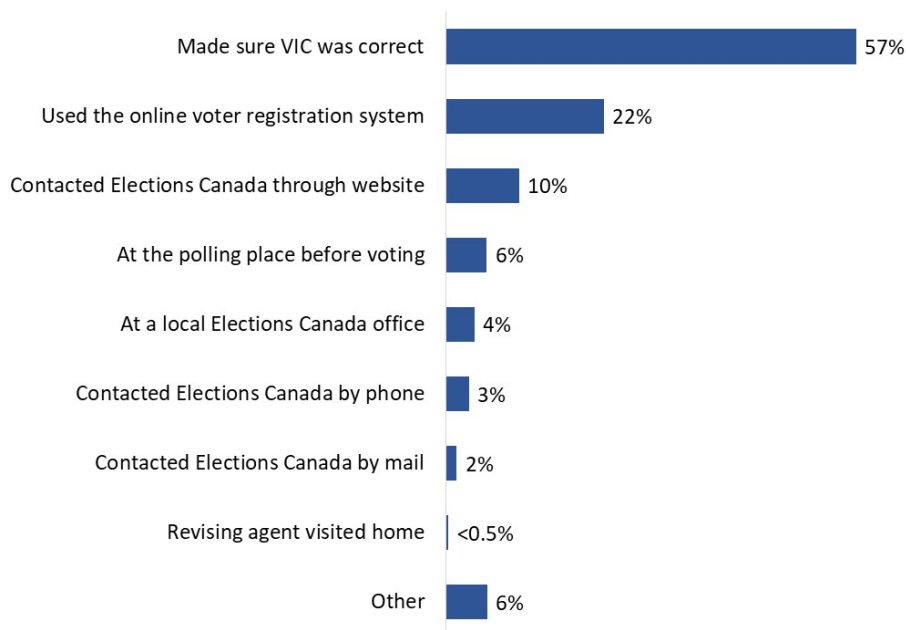 Made sure VIC was correct 57%
Used the online voter registration system 22%
Contacted Elections Canada through website 10%
At the polling place before voting 6%
At a local Elections Canada office 4%
Contacted Elections Canada by phone 3%
Contacted Elections Canada by mail 2%
Revising agent visited home <0.5%
Other 6%